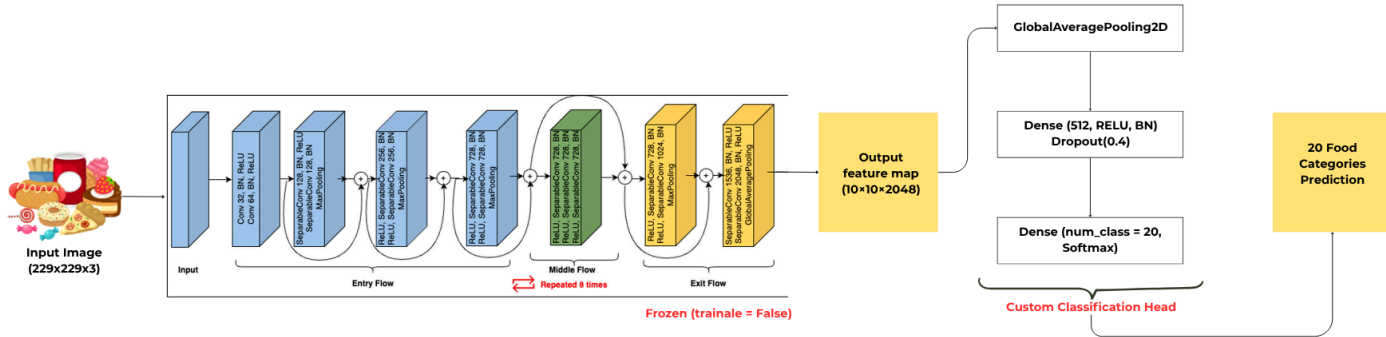 Input Image
(229x229x3)
Input
Conv 32, BN, ReLU
Conv 64, BN, ReLU
SeparableConv 128, BN, ReLU
SeparableConv 128, BN
MaxPooling
ReLU, SeparableConv 256, BN
ReLU, SeparableConv 256, BN
MaxPooling
ReLU, SeparableConv 728, BN
ReLU, SeparableConv 728, BN
MaxPooling
Entry Flow
ReLU, SeparableConv 728, BN
ReLU, SeparableConv 728, BN
ReLU, SeparableConv 728, BN
Middle Flow
Repeated 8 times
ReLU, SeparableConv 728, BN
ReLU, SeparableConv 1024, BN
MaxPooling
SeparableConv 1536, BN, ReLU
SeparableConv 2048, BN, ReLU
GlobalAveragePooling
Exit Flow
Frozen (trainale = False)
Output
feature map
(10×10×2048)
GlobalAveragePooling2D
Dense (512, RELU, BN)
Dropout(0.4)
Dense (num_class = 20,
Softmax)
Custom Classification Head
20 Food
Categories
Prediction